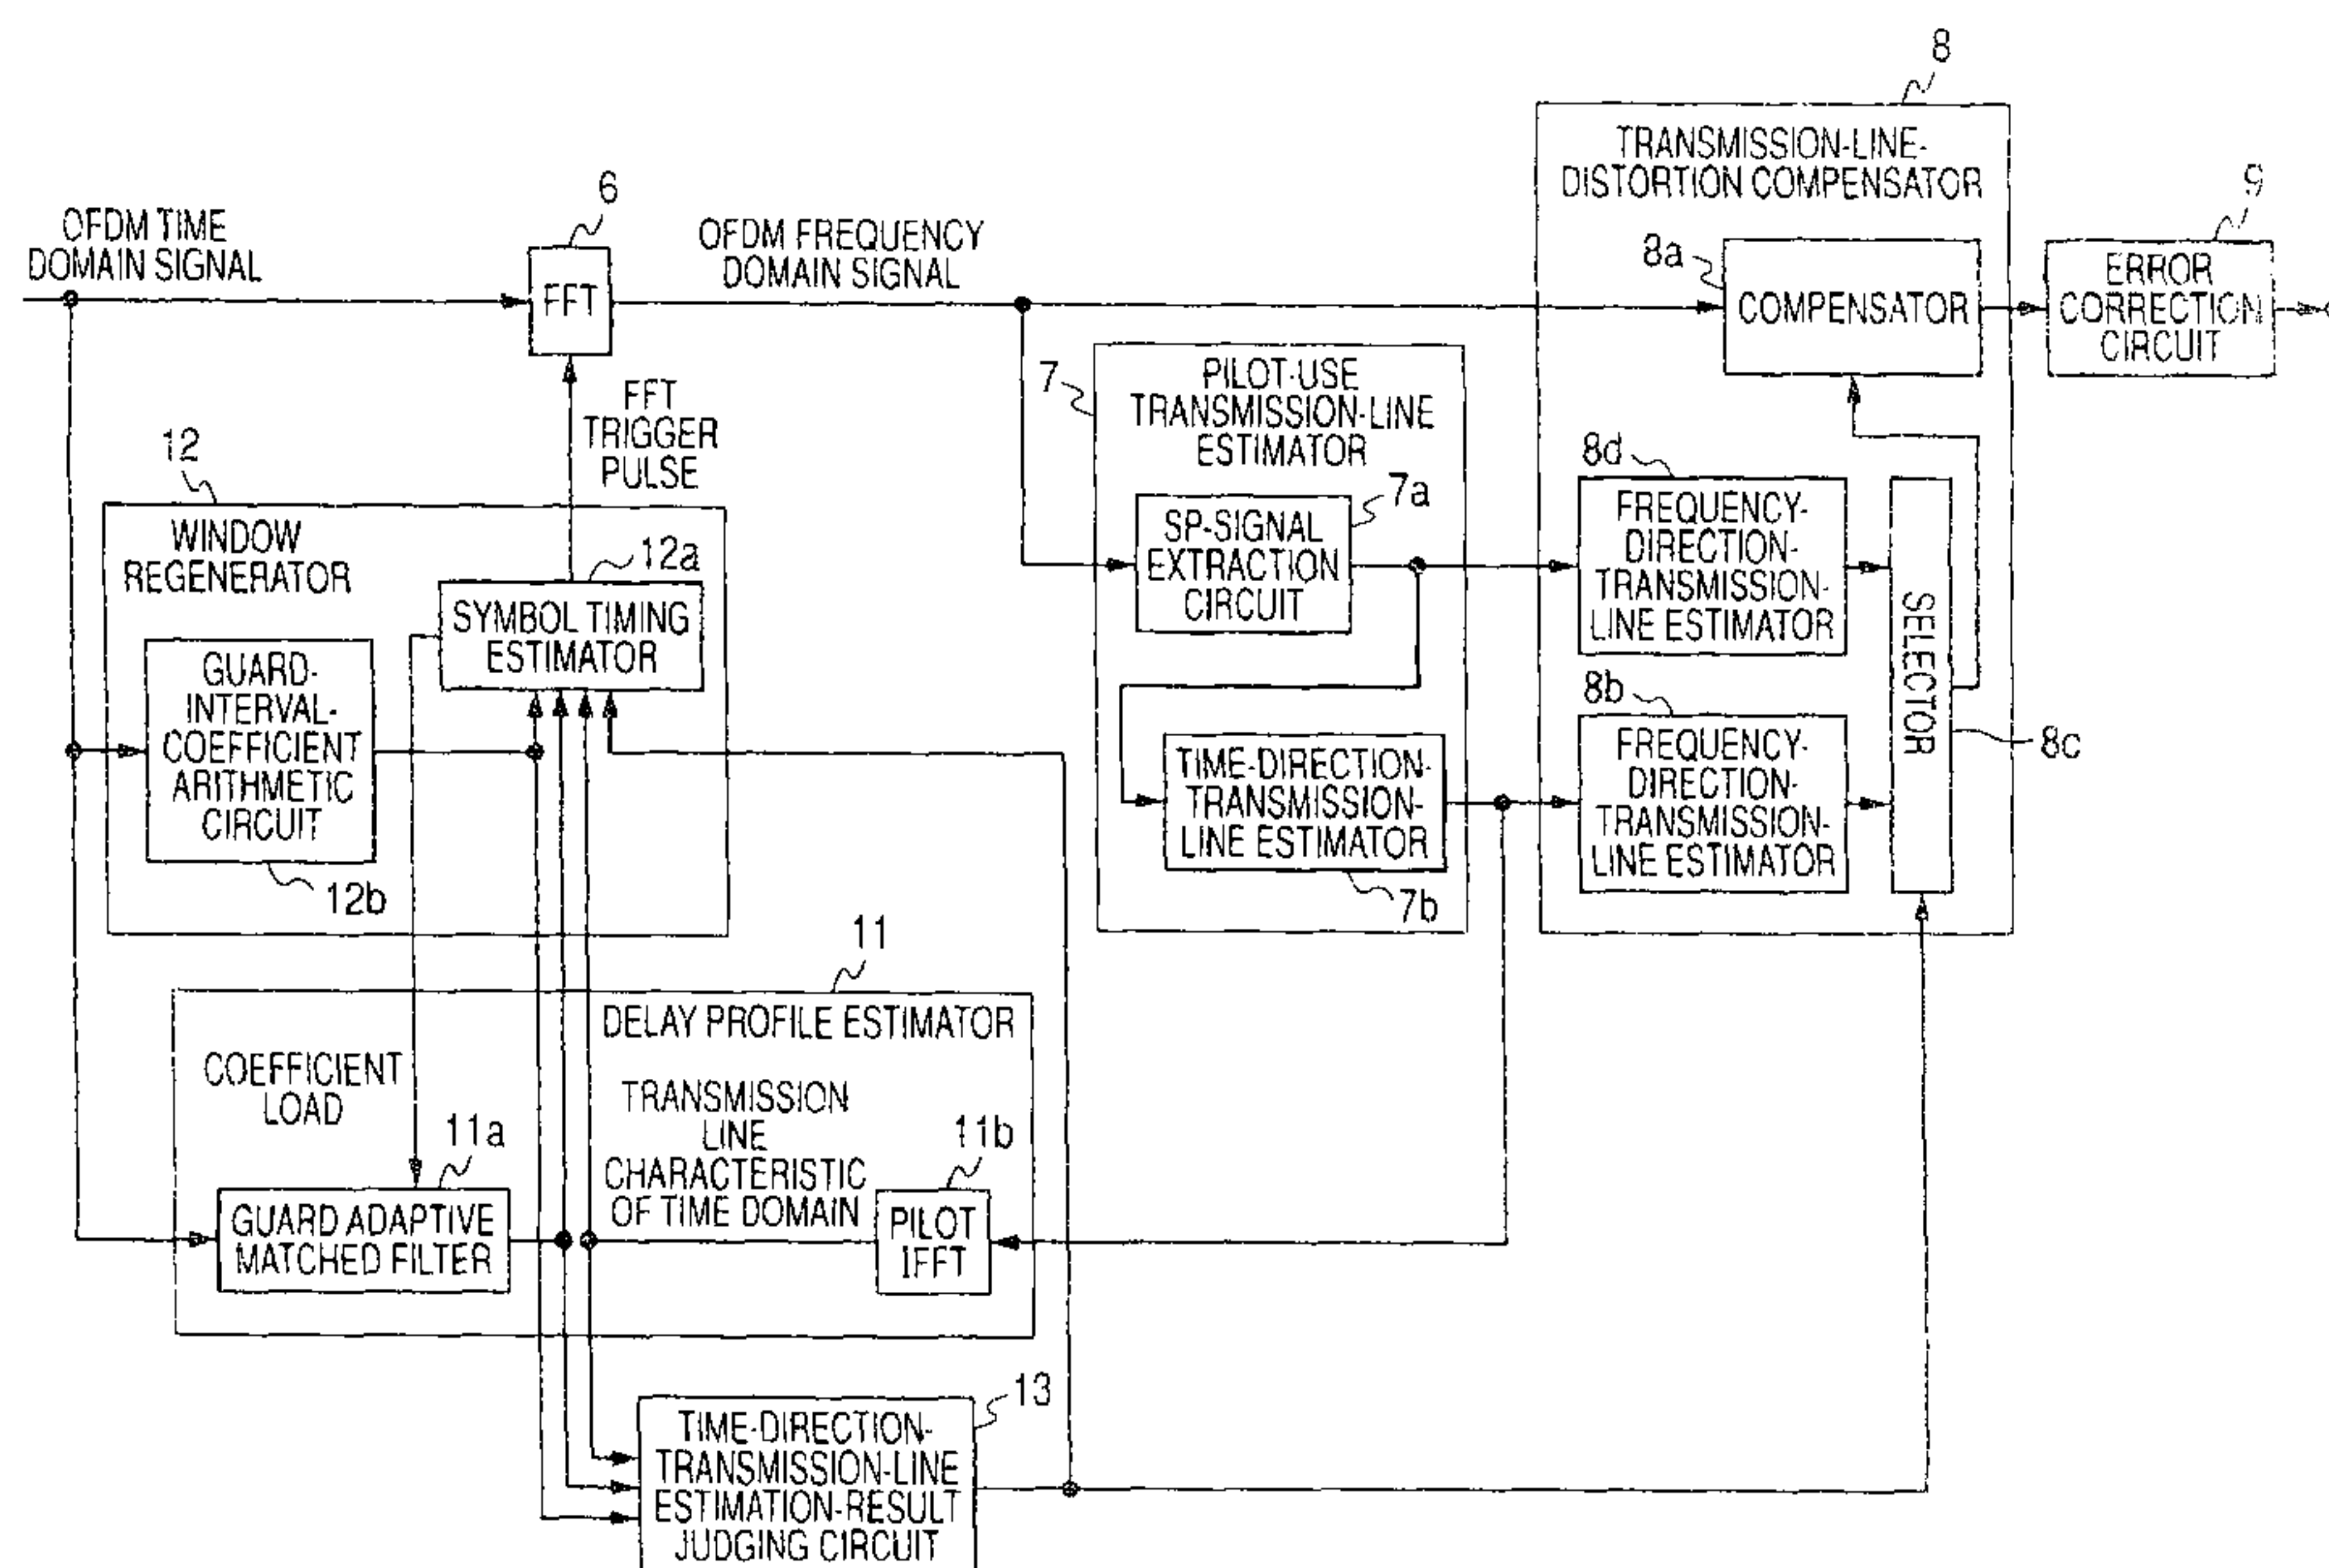 8
TRANSMISSION-LINE-
DISTORTION COMPENSATOR
6
9
OFDM TIME
DOMAIN SIGNAL
OFDM FREQUENCY
DOMAIN SIGNAL
8a
FFT
COMPENSATOR
ERROR
CORRECTION
CIRCUIT
FFT
TRIGGER
PULSE
7
PILOT-USE
TRANSMISSION-LINE
ESTIMATOR
12
WINDOW
REGENERATOR
12a
SYMBOL TIMING
ESTIMATOR
7a
SP-SIGNAL
EXTRACTION
CIRCUIT
8d
FREQUENCY-
DIRECTION-
TRANSMISSION-
LINE ESTIMATOR
SELECTOR
GUARD-
INTERVAL-
COEFFICIENT
ARITHMETIC
CIRCUIT
12b
TIME-DIRECTION-
TRANSMISSION-
LINE ESTIMATOR
7b
8b
FREQUENCY-
DIRECTION-
TRANSMISSION-
LINE ESTIMATOR
8c
11
DELAY PROFILE ESTIMATOR
COEFFICIENT
LOAD
TRANSMISSION
LINE
CHARACTERISTIC
OF TIME DOMAIN
11a
GUARD ADAPTIVE
MATCHED FILTER
11b
PILOT
IFFT
13
TIME-DIRECTION-
TRANSMISSION-LINE
ESTIMATION-RESULT
JUDGING CIRCUIT